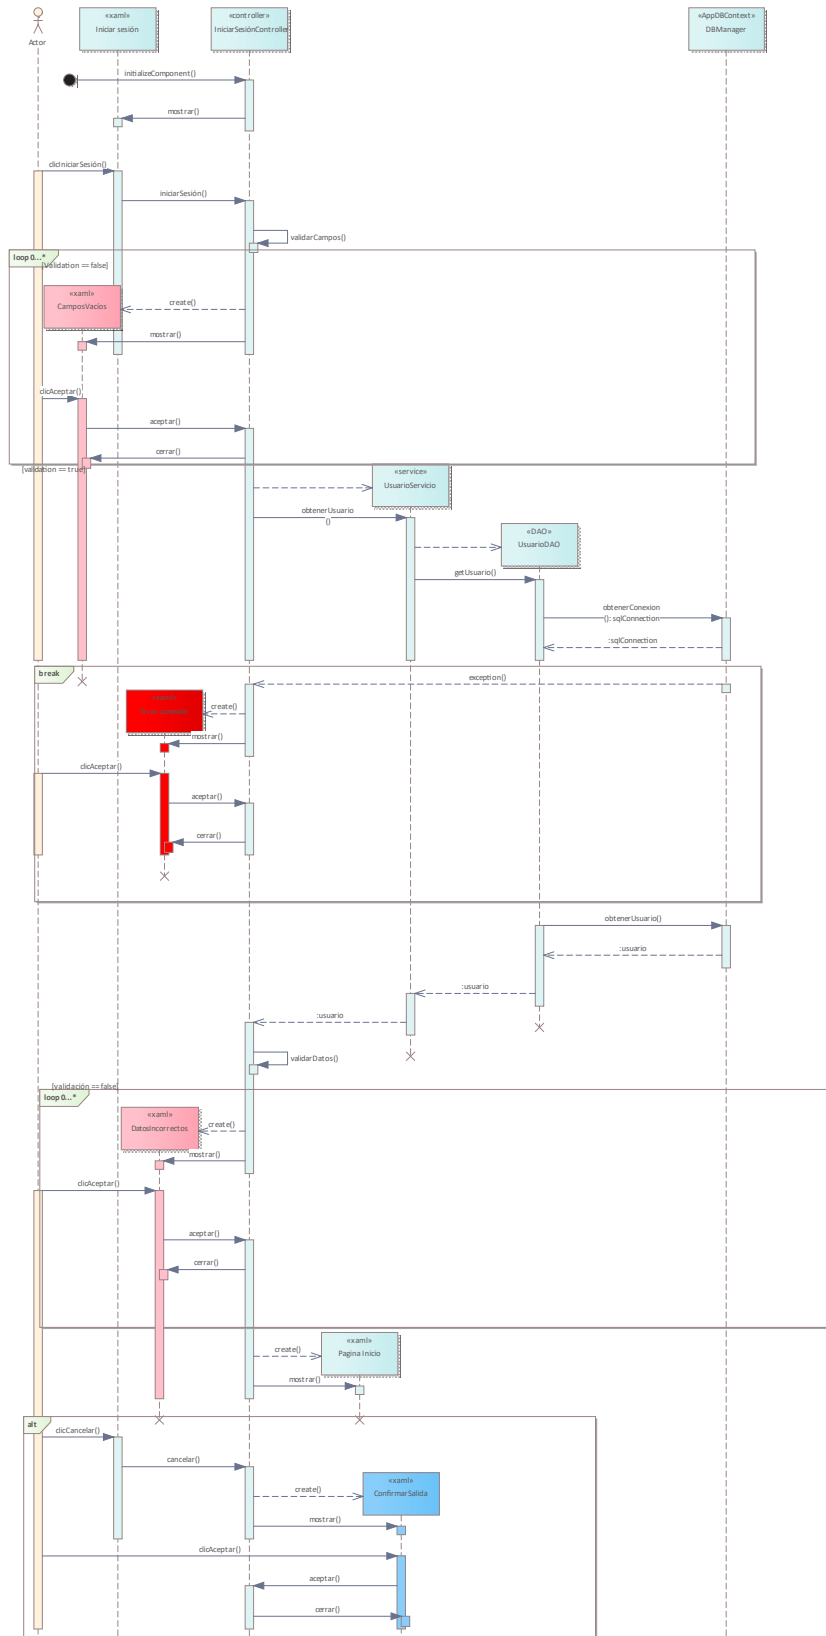 «xaml»
Iniciar sesión
«controller»
IniciarSesiónController
«AppDBContext»
DBManager
Actor
initializeComponent()
mostrar()
clicIniciarSesión()
iniciarSesión()
validarCampos()
loop 0...*
[Validation == false]
«xaml»
CamposVacíos
create()
mostrar()
clicAceptar()
aceptar()
cerrar()
[validation == true]
«service»
UsuarioServicio
obtenerUsuario
()
«DAO»
UsuarioDAO
getUsuario()
obtenerConexion
(): sqlConnection
:sqlConnection
break
exception()
create()
mostrar()
clicAceptar()
aceptar()
cerrar()
obtenerUsuario()
:usuario
:usuario
:usuario
validarDatos()
[validación == false]
loop 0...*
«xaml»
DatosIncorrectos
create()
mostrar()
clicAceptar()
aceptar()
cerrar()
«xaml»
Pagina Inicio
create()
mostrar()
alt
clicCancelar()
cancelar()
«xaml»
ConfirmarSalida
create()
mostrar()
clicAceptar()
aceptar()
cerrar()